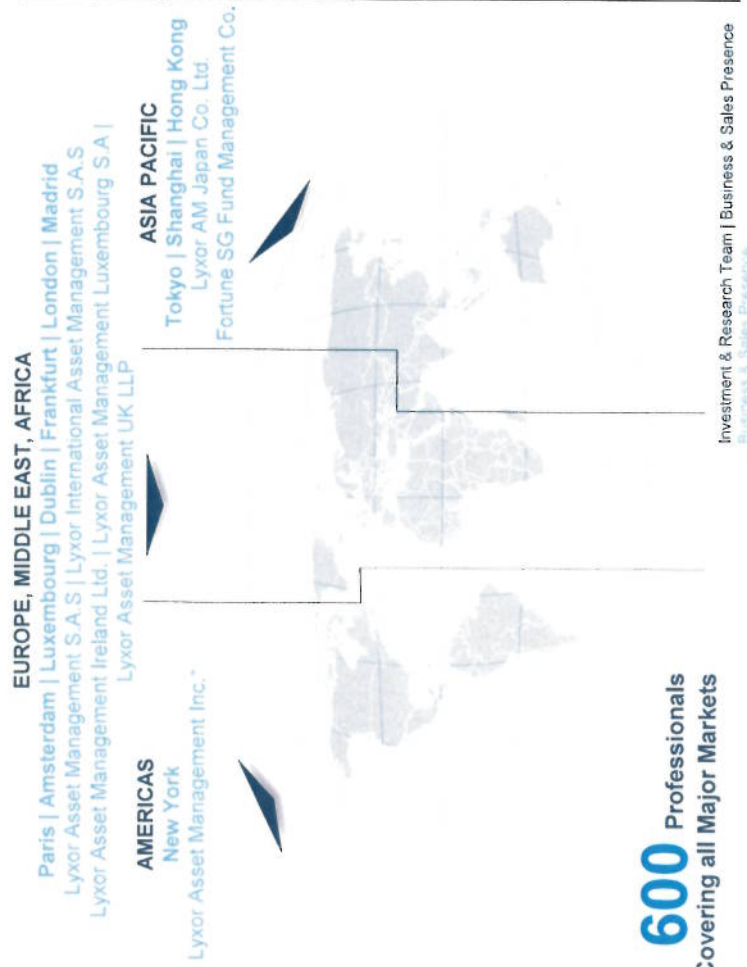 EUROPE, MIDDLE EAST, AFRICA
Paris | Amsterdam | Luxembourg | Dublin | Frankfurt | London | Madrid
Lyxor Asset Management S.A.S | Lyxor International Asset Management S.A.S
Lyxor Asset Management Ireland Ltd. | Lyxor Asset Management Luxembourg S.A |
Lyxor Asset Management UK LLP
AMERICAS
New York
Lyxor Asset Management Inc.*
ASIA PACIFIC
Tokyo | Shanghai | Hong Kong
Lyxor AM Japan Co. Ltd.
Fortune SG Fund Management Co.
600 Professionals
Covering all Major Markets
Investment & Research Team | Business & Sales Presence
Business & Sales Presence